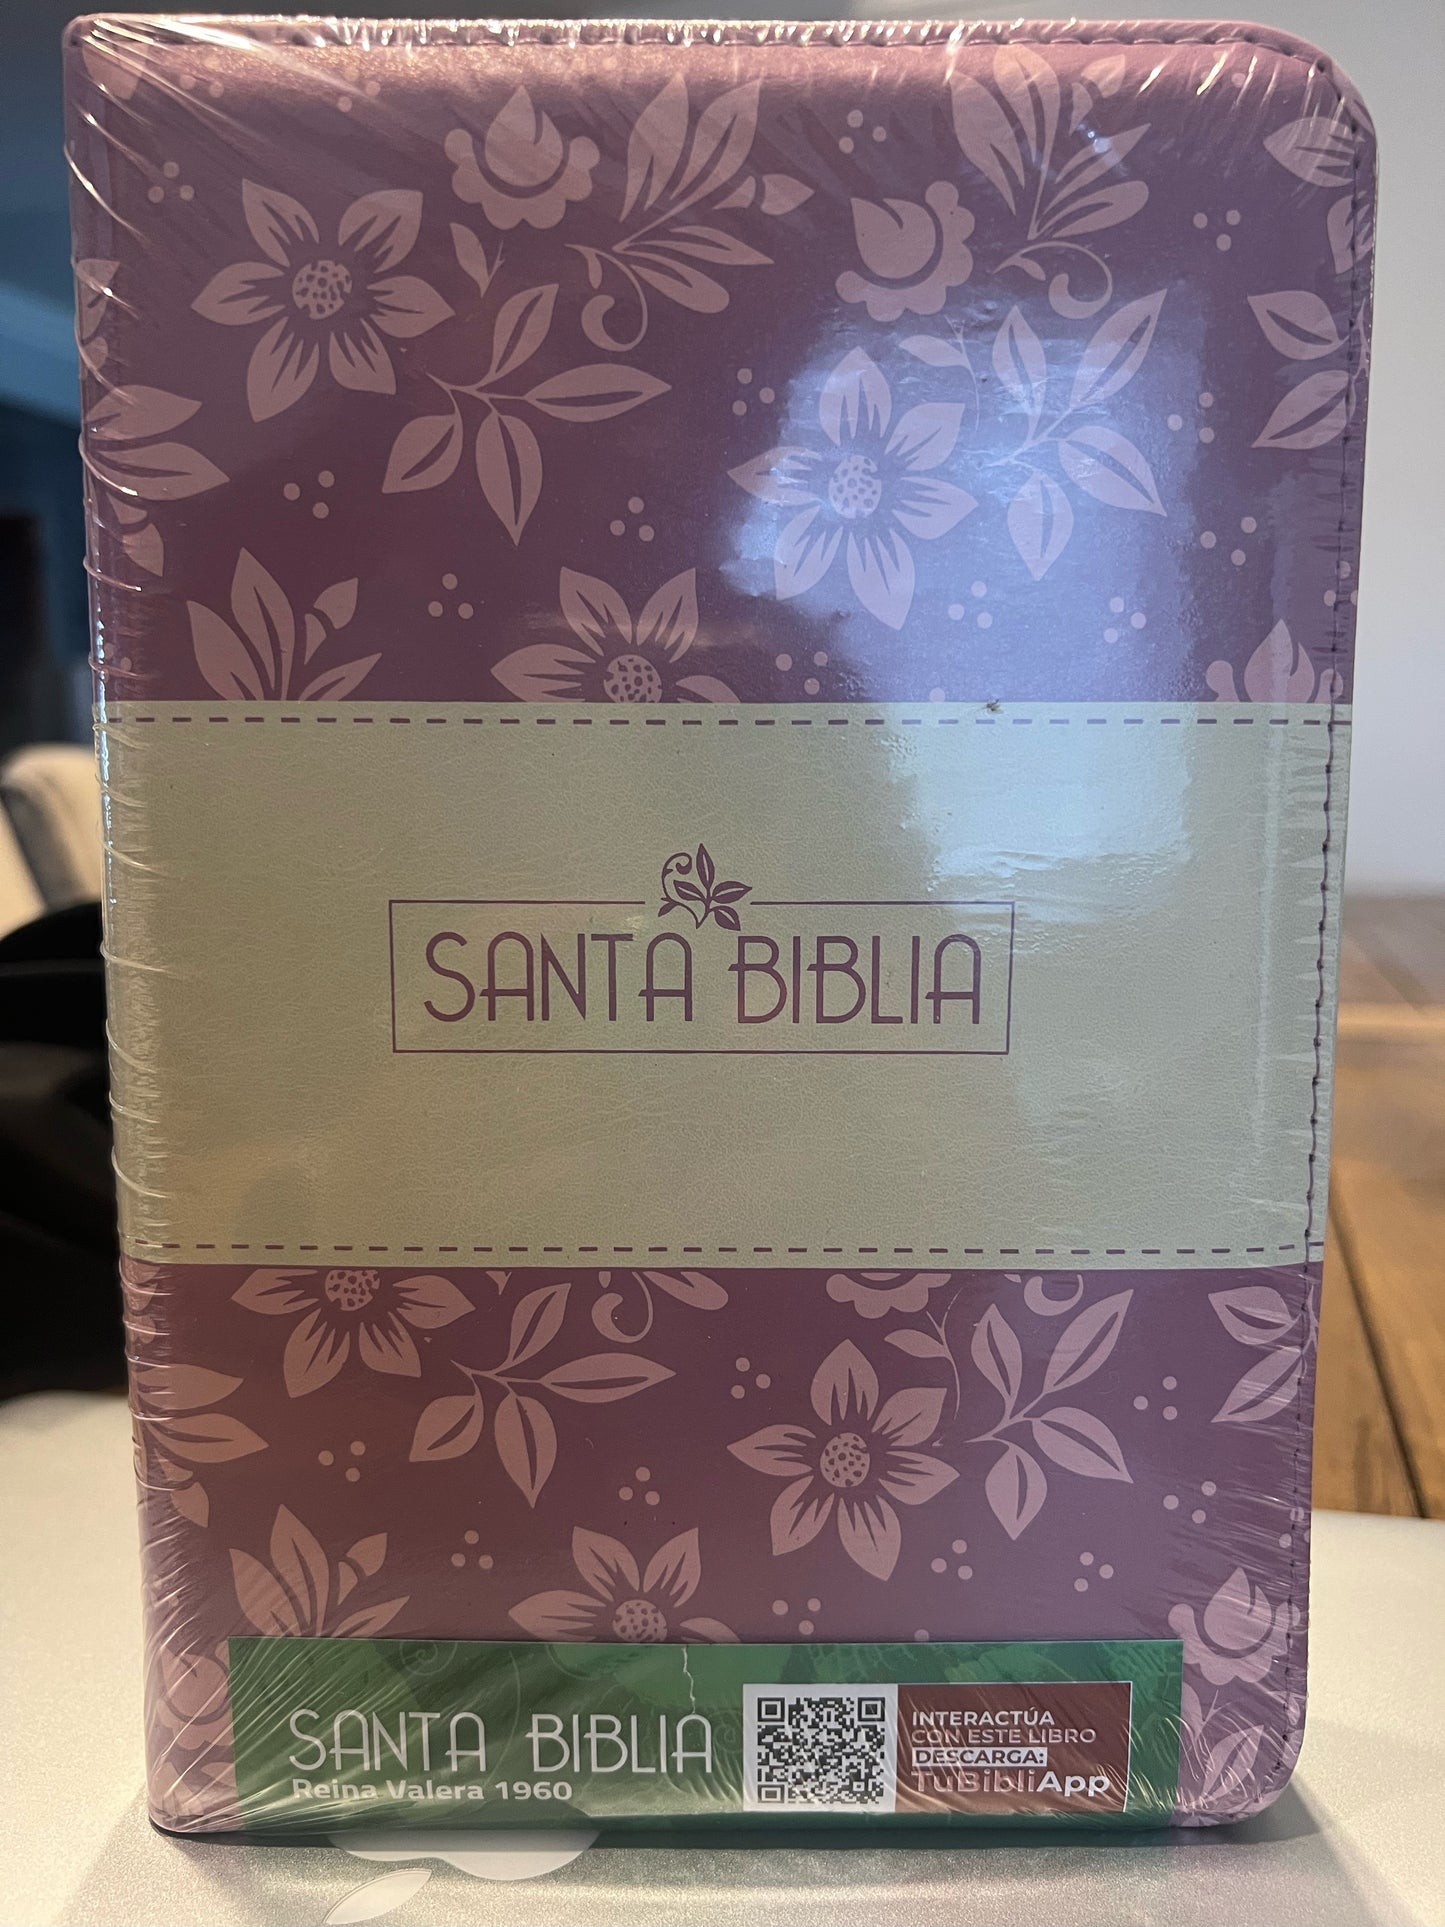 SANTA BIBLIA
SANTA BIBLIA
Reina Valera 1960
INTERACTÚA
CON ESTE LIBRO
DESCARGA:
TuBibliApp